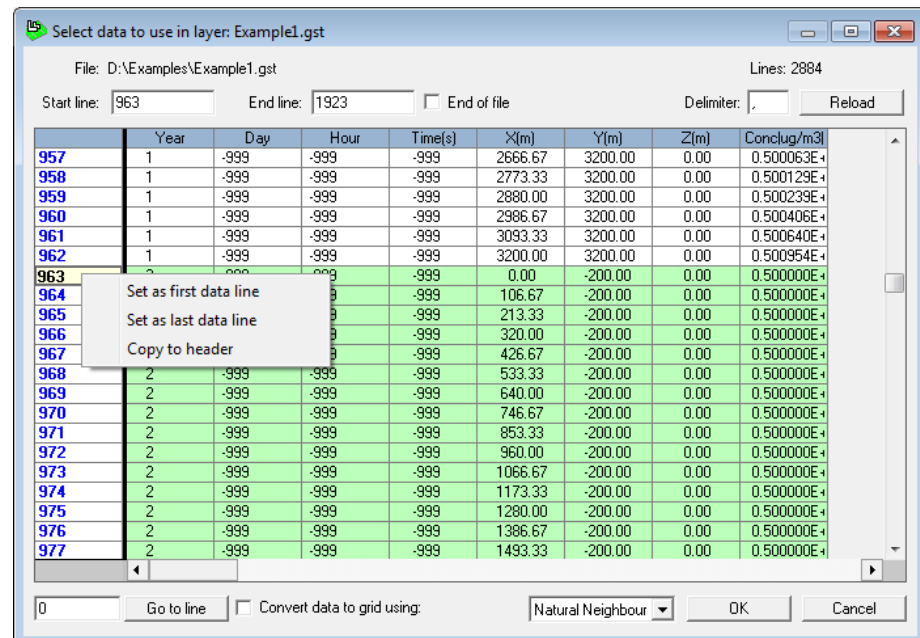 Select data to use in layer: Example1.gst
File: D:\Examples\Example1.gst Lines: 2884
Start line: 963 End line: 1923 End of file Delimiter: , Reload
Year Day Hour Time(s) X(m) Y(m) Z(m) Conc|ug/m3|
957 1 -999 -999 -999 2666.67 3200.00 0.00 0.500063E+
958 1 -999 -999 -999 2773.33 3200.00 0.00 0.500129E+
959 1 -999 -999 -999 2880.00 3200.00 0.00 0.500239E+
960 1 -999 -999 -999 2986.67 3200.00 0.00 0.500406E+
961 1 -999 -999 -999 3093.33 3200.00 0.00 0.500640E+
962 1 -999 -999 -999 3200.00 3200.00 0.00 0.500954E+
963 -999 0.00 -200.00 0.00 0.500000E+
Set as first data line
964 -999 106.67 -200.00 0.00 0.500000E+
965 -999 213.33 -200.00 0.00 0.500000E+
Set as last data line
966 -999 320.00 -200.00 0.00 0.500000E+
967 -999 426.67 -200.00 0.00 0.500000E+
Copy to header
968 2 -999 -999 -999 533.33 -200.00 0.00 0.500000E+
969 2 -999 -999 -999 640.00 -200.00 0.00 0.500000E+
970 2 -999 -999 -999 746.67 -200.00 0.00 0.500000E+
971 2 -999 -999 -999 853.33 -200.00 0.00 0.500000E+
972 2 -999 -999 -999 960.00 -200.00 0.00 0.500000E+
973 2 -999 -999 -999 1066.67 -200.00 0.00 0.500000E+
974 2 -999 -999 -999 1173.33 -200.00 0.00 0.500000E+
975 2 -999 -999 -999 1280.00 -200.00 0.00 0.500000E+
976 2 -999 -999 -999 1386.67 -200.00 0.00 0.500000E+
977 2 -999 -999 -999 1493.33 -200.00 0.00 0.500000E+
0 Go to line Convert data to grid using: Natural Neighbour OK Cancel